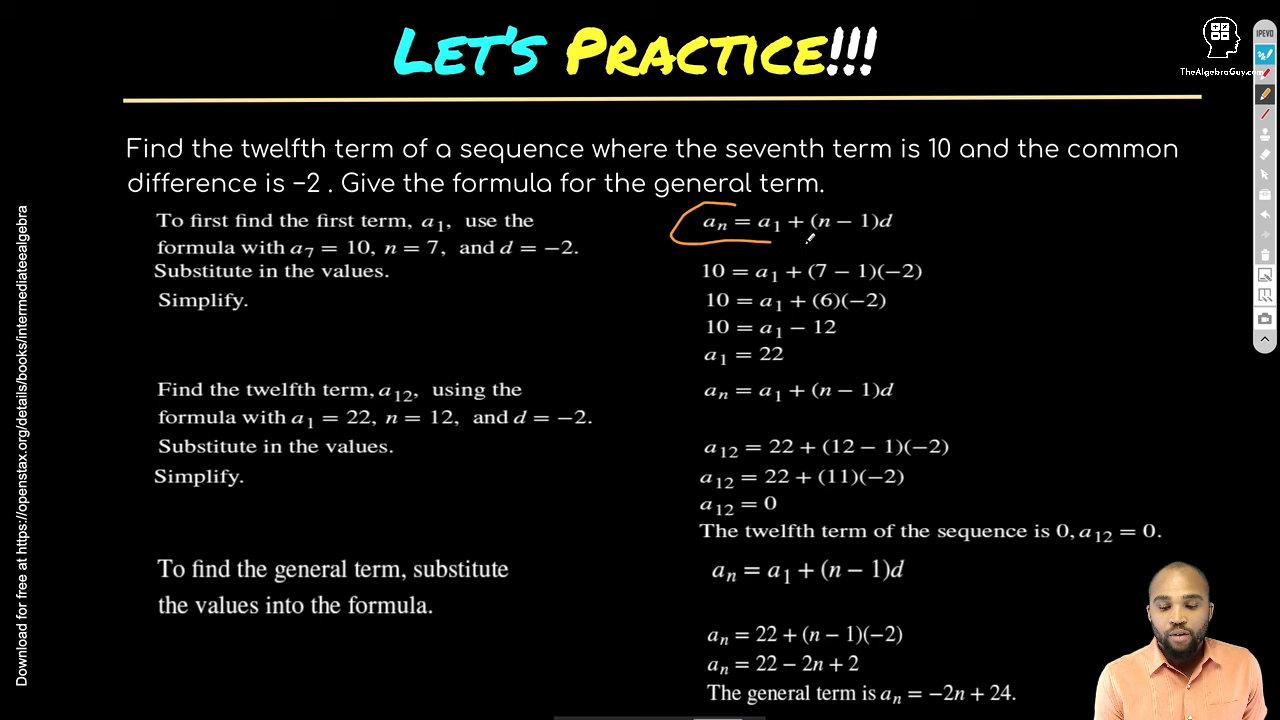 LET'S PRACTICE!!!
IPEVO
TheAlgebraGuy.com
Find the twelfth term of a sequence where the seventh term is 10 and the common
difference is −2 . Give the formula for the general term.
To first find the first term, a₁, use the
formula with a₇ = 10, n = 7, and d = −2.
aₙ = a₁ + (n − 1)d
Substitute in the values.
10 = a₁ + (7 − 1)(−2)
Simplify.
10 = a₁ + (6)(−2)
10 = a₁ − 12
a₁ = 22
Find the twelfth term, a₁₂, using the
formula with a₁ = 22, n = 12, and d = −2.
aₙ = a₁ + (n − 1)d
Substitute in the values.
a₁₂ = 22 + (12 − 1)(−2)
Simplify.
a₁₂ = 22 + (11)(−2)
a₁₂ = 0
The twelfth term of the sequence is 0, a₁₂ = 0.
To find the general term, substitute
the values into the formula.
aₙ = a₁ + (n − 1)d
aₙ = 22 + (n − 1)(−2)
aₙ = 22 − 2n + 2
The general term is aₙ = −2n + 24.
Download for free at https://openstax.org/details/books/intermediatealgebra